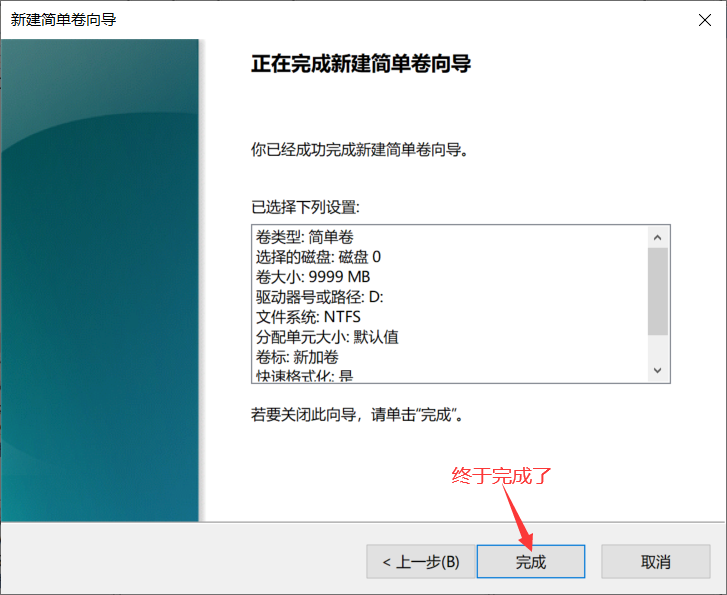 新建简单卷向导
正在完成新建简单卷向导
你已经成功完成新建简单卷向导。
已选择下列设置:
卷类型: 简单卷
选择的磁盘: 磁盘 0
卷大小: 9999 MB
驱动器号或路径: D:
文件系统: NTFS
分配单元大小: 默认值
卷标: 新加卷
快速格式化: 是
若要关闭此向导，请单击“完成”。
终于完成了
< 上一步(B)
完成
取消